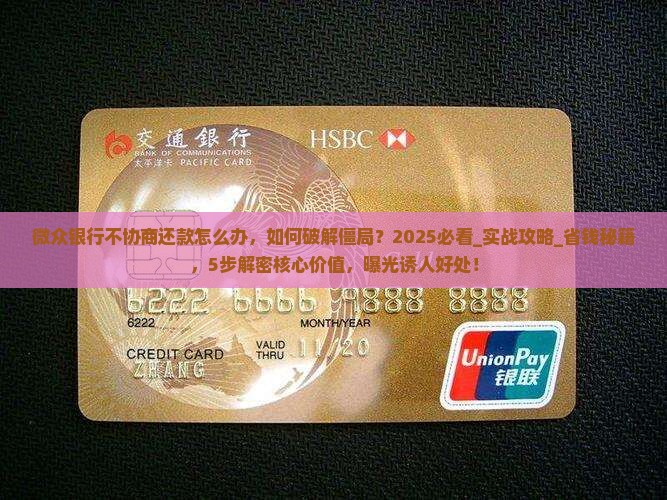 交通銀行 HSBC
BANK OF COMMUNICATIONS
太平洋卡 PACIFIC CARD
微众银行不协商还款怎么办，如何破解僵局？2025必看_实战攻略_省钱秘籍
，5步解密核心价值，曝光诱人好处！
6222 6666 8888 8888
6222 MONTH/YEAR
CREDIT CARD VALID THRU 11/20
ZHANG
UnionPay
银联